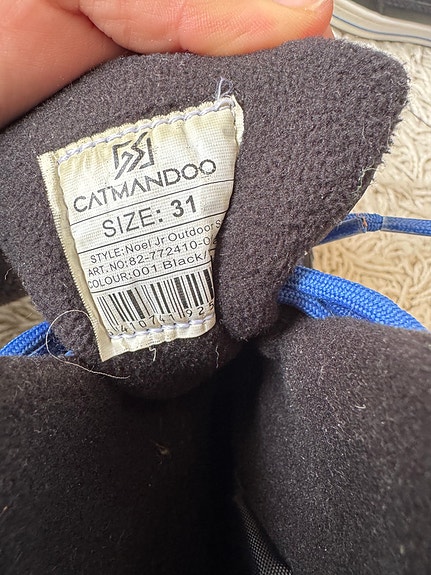 CATMANDOO
SIZE: 31
STYLE: Noel Jr Outdoor
ART. NO: 82-772410-0
COLOUR: 001 Black/